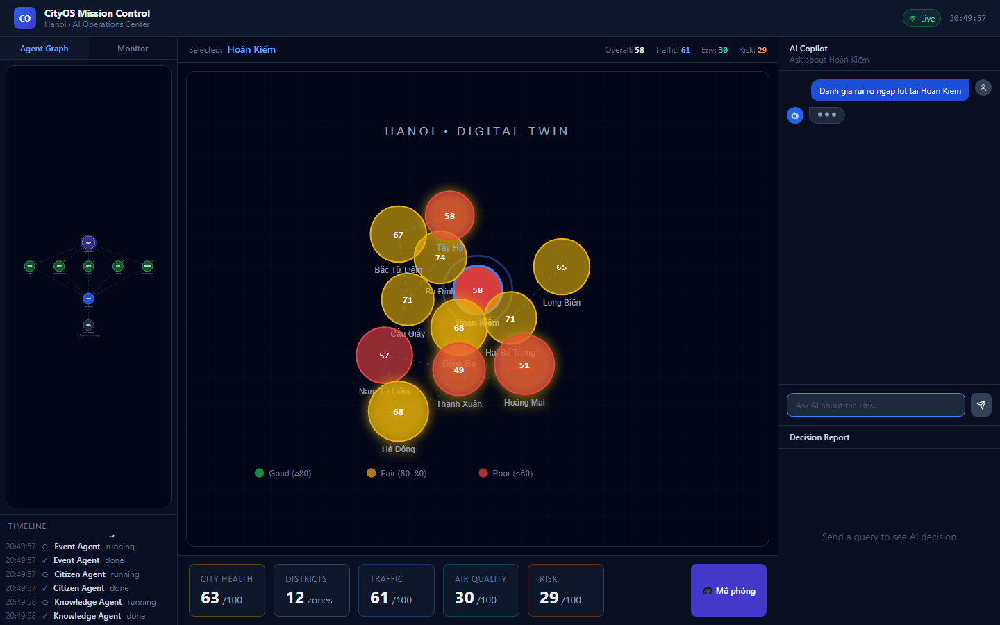 CO
CityOS Mission Control
Hanoi · AI Operations Center
Live
20:49:57
Agent Graph
Monitor
Selected: Hoàn Kiếm
Overall: 58
Traffic: 61
Env: 30
Risk: 29
AI Copilot
Ask about Hoàn Kiếm
Danh gia rui ro ngap lut tai Hoan Kiem
HANOI • DIGITAL TWIN
58
Tây Hồ
67
Bắc Từ Liêm
74
Ba Đình
58
Hoàn Kiếm
65
Long Biên
71
Cầu Giấy
68
Đống Đa
71
Hai Bà Trưng
57
Nam Từ Liêm
49
Thanh Xuân
51
Hoàng Mai
68
Hà Đông
Good (≥80)
Fair (60–80)
Poor (<60)
Ask AI about the city...
Decision Report
Send a query to see AI decision
TIMELINE
20:49:57 Event Agent running
20:49:57 Event Agent done
20:49:57 Citizen Agent running
20:49:57 Citizen Agent done
20:49:58 Knowledge Agent running
20:49:58 Knowledge Agent done
CITY HEALTH
63 /100
DISTRICTS
12 zones
TRAFFIC
61 /100
AIR QUALITY
30 /100
RISK
29 /100
Mô phỏng